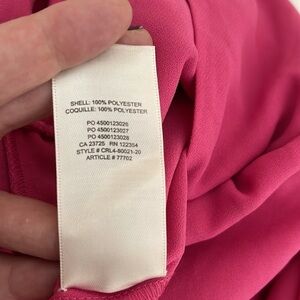 SHELL: 100% POLYESTER
COQUILLE: 100% POLYESTER
PO 4500123026
PO 4500123027
PO 4500123028
CA 23725 RN 122354
STYLE # CRL4-80021-20
ARTICLE # 77702